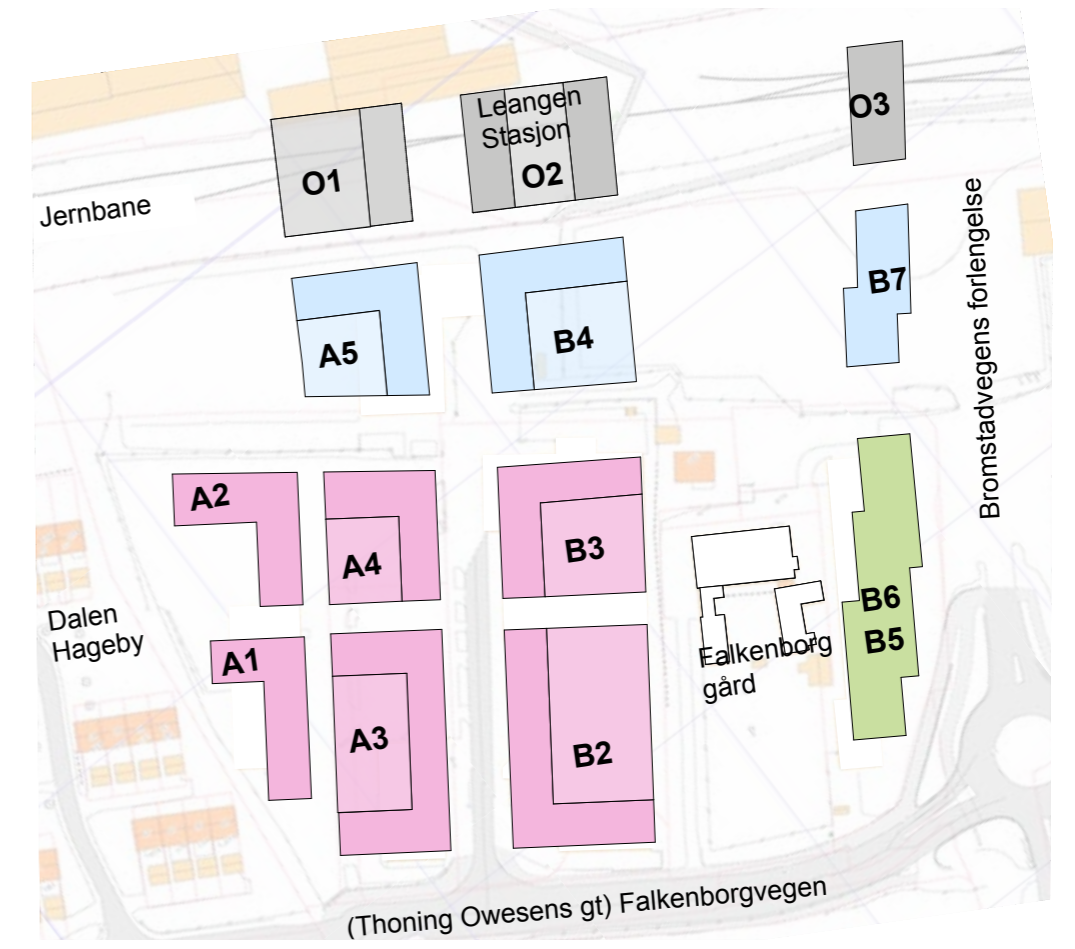 Leangen
Stasjon
O1
O2
O3
Jernbane
A5
B4
B7
Bromstadvegens forlengelse
A2
A4
B3
B6
B5
Dalen
Hageby
A1
A3
B2
Falkenborg
gård
(Thoning Owesens gt) Falkenborgvegen